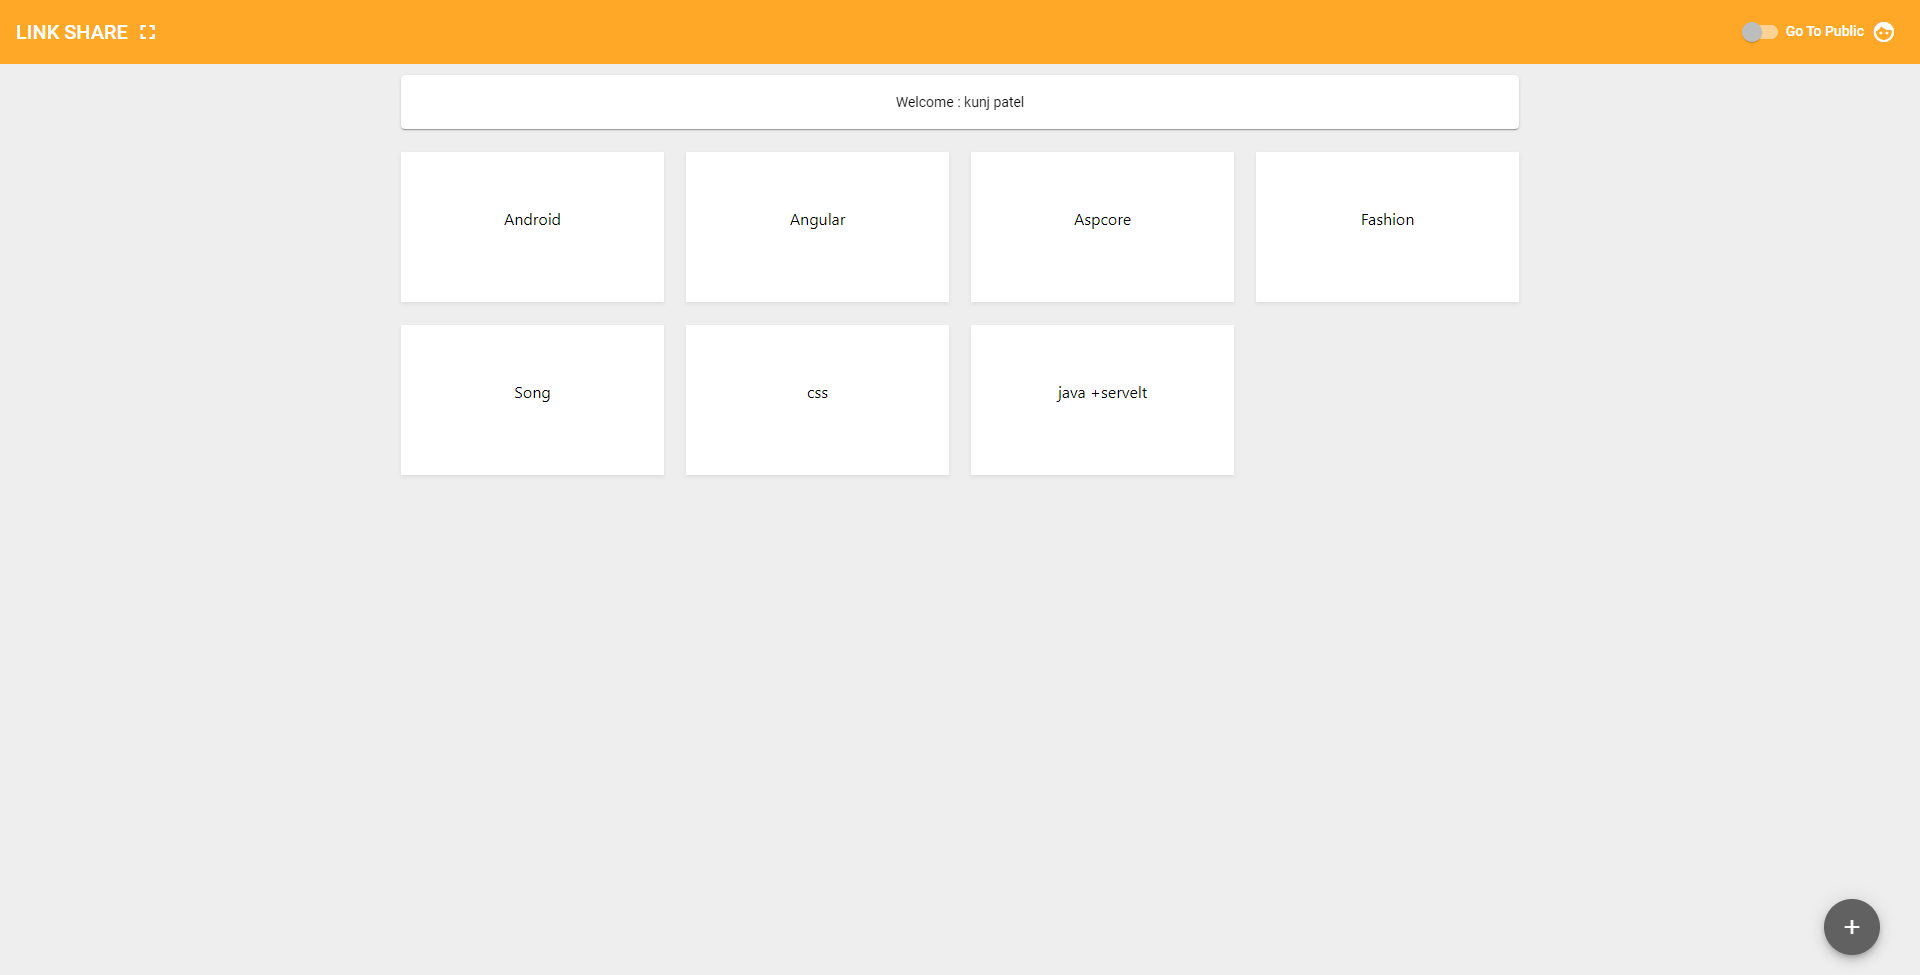 LINK SHARE
Go To Public
Welcome : kunj patel
Android
Angular
Aspcore
Fashion
Song
css
java +servelt